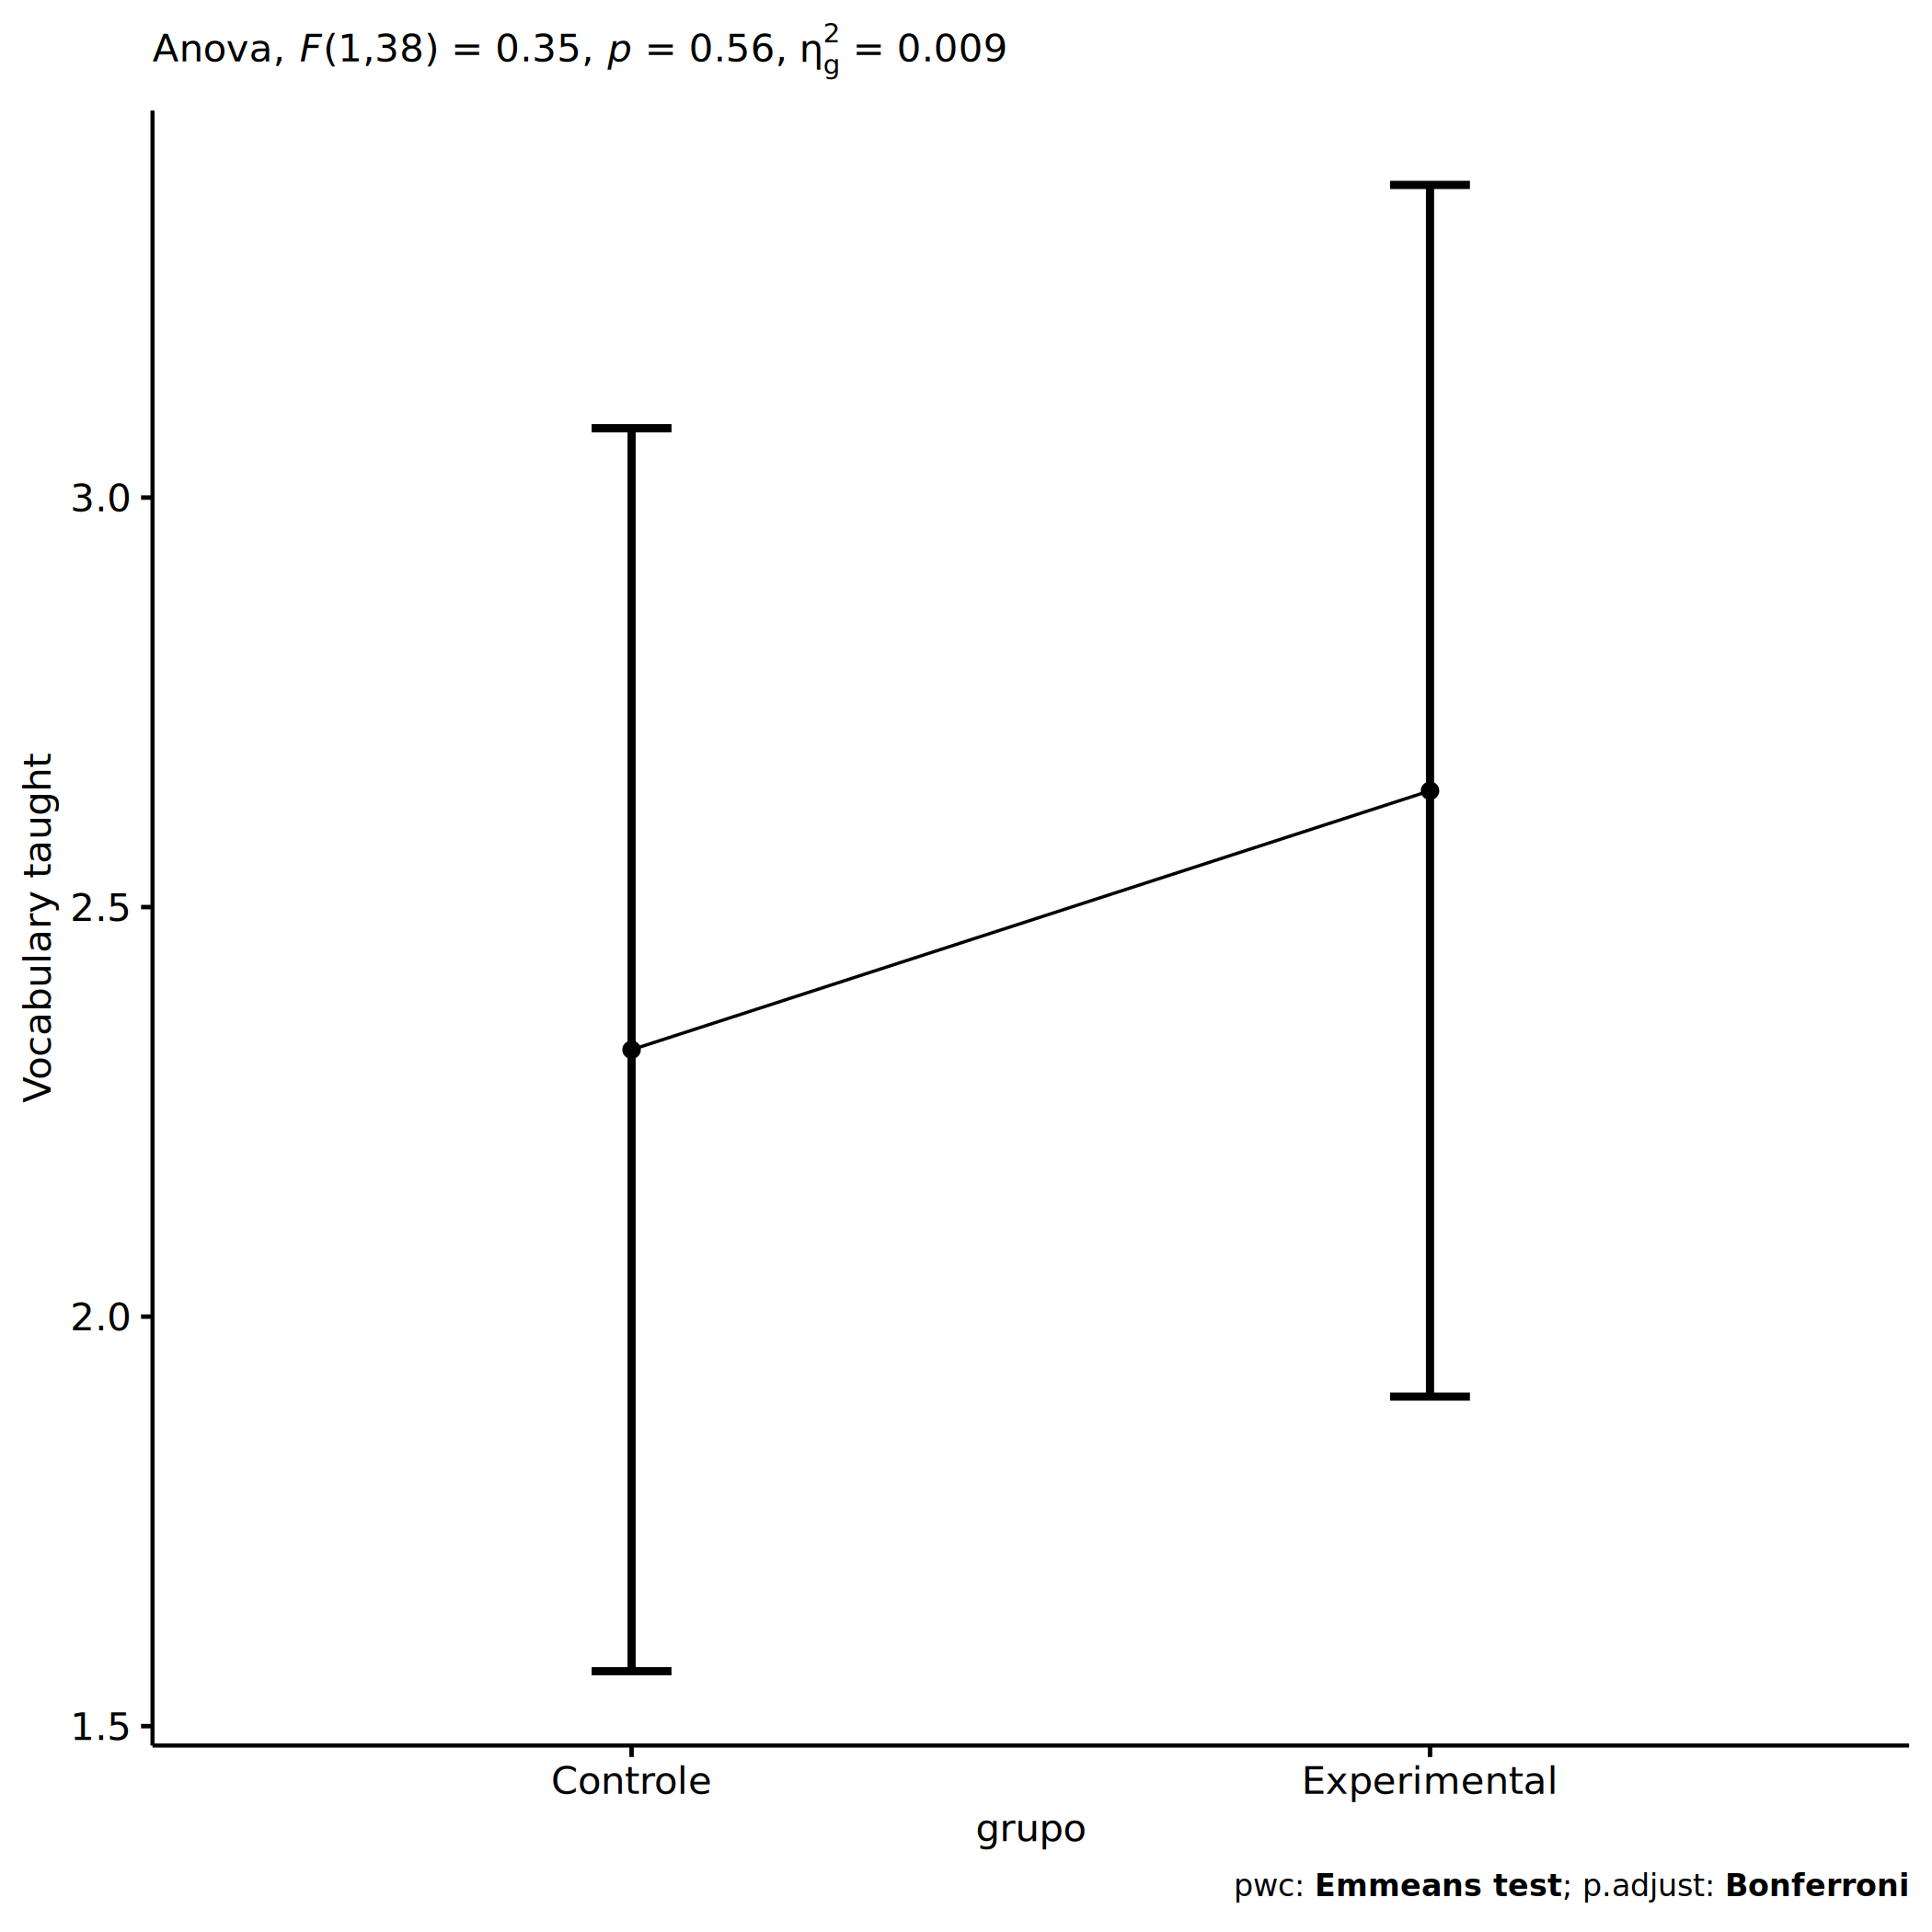 Anova, F(1,38) = 0.35, p = 0.56, η²g = 0.009
Vocabulary taught
3.0
2.5
2.0
1.5
Controle Experimental
grupo
pwc: Emmeans test; p.adjust: Bonferroni